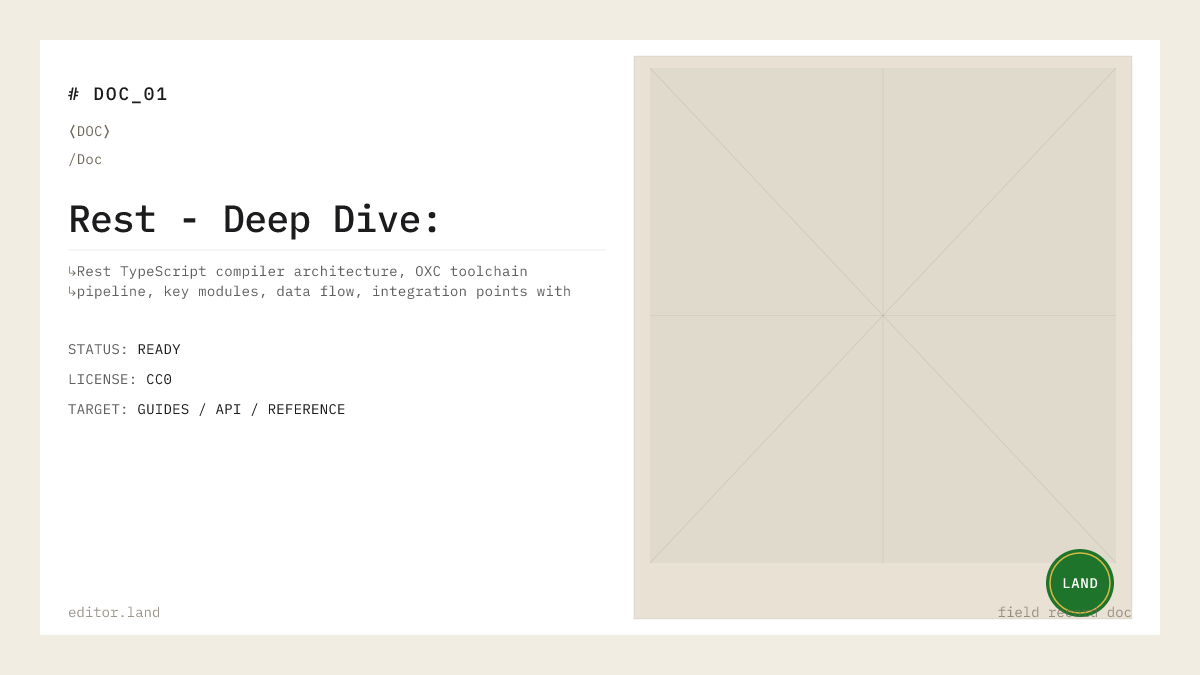 # DOC_01
⟨DOC⟩
/Doc
Rest - Deep Dive:
↳Rest TypeScript compiler architecture, OXC toolchain
↳pipeline, key modules, data flow, integration points with
STATUS: READY
LICENSE: CC0
TARGET: GUIDES / API / REFERENCE
LAND
editor.land
field record doc